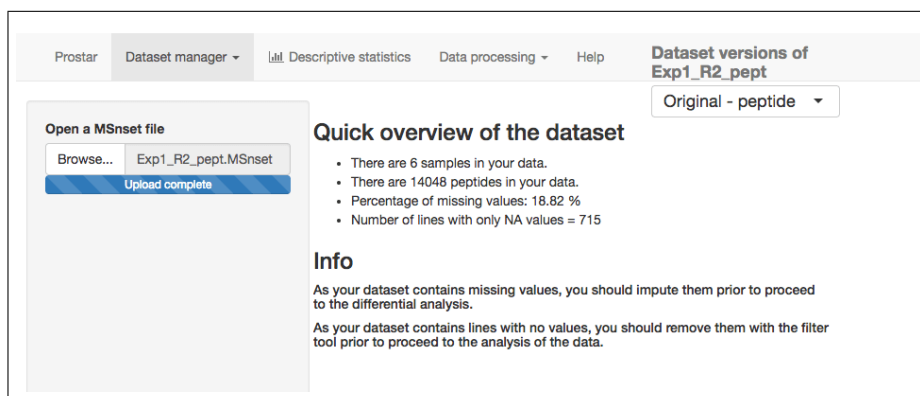 Prostar
Dataset manager
Descriptive statistics
Data processing
Help
Dataset versions of
Exp1_R2_pept
Original - peptide
Open a MSnset file
Browse... Exp1_R2_pept.MSnset
Upload complete
Quick overview of the dataset
• There are 6 samples in your data.
• There are 14048 peptides in your data.
• Percentage of missing values: 18.82 %
• Number of lines with only NA values = 715
Info
As your dataset contains missing values, you should impute them prior to proceed
to the differential analysis.
As your dataset contains lines with no values, you should remove them with the filter
tool prior to proceed to the analysis of the data.